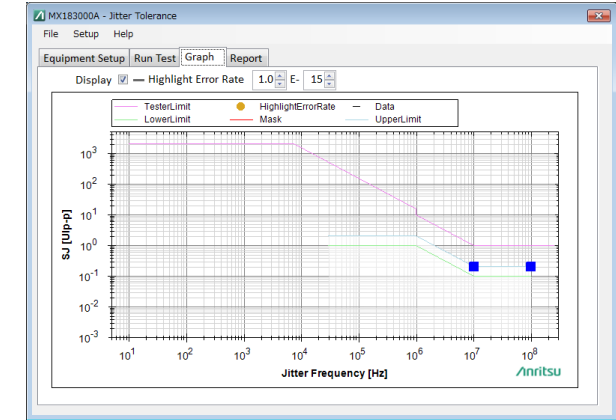 MX183000A - Jitter Tolerance
File Setup Help
Equipment Setup Run Test Graph Report
Display Highlight Error Rate 1.0 E- 15
TesterLimit HighlightErrorRate Data
LowerLimit Mask UpperLimit
10³
10²
10¹
10⁰
10⁻¹
10⁻²
10⁻³
SJ [UIp-p]
10¹ 10² 10³ 10⁴ 10⁵ 10⁶ 10⁷ 10⁸
Jitter Frequency [Hz]
Anritsu